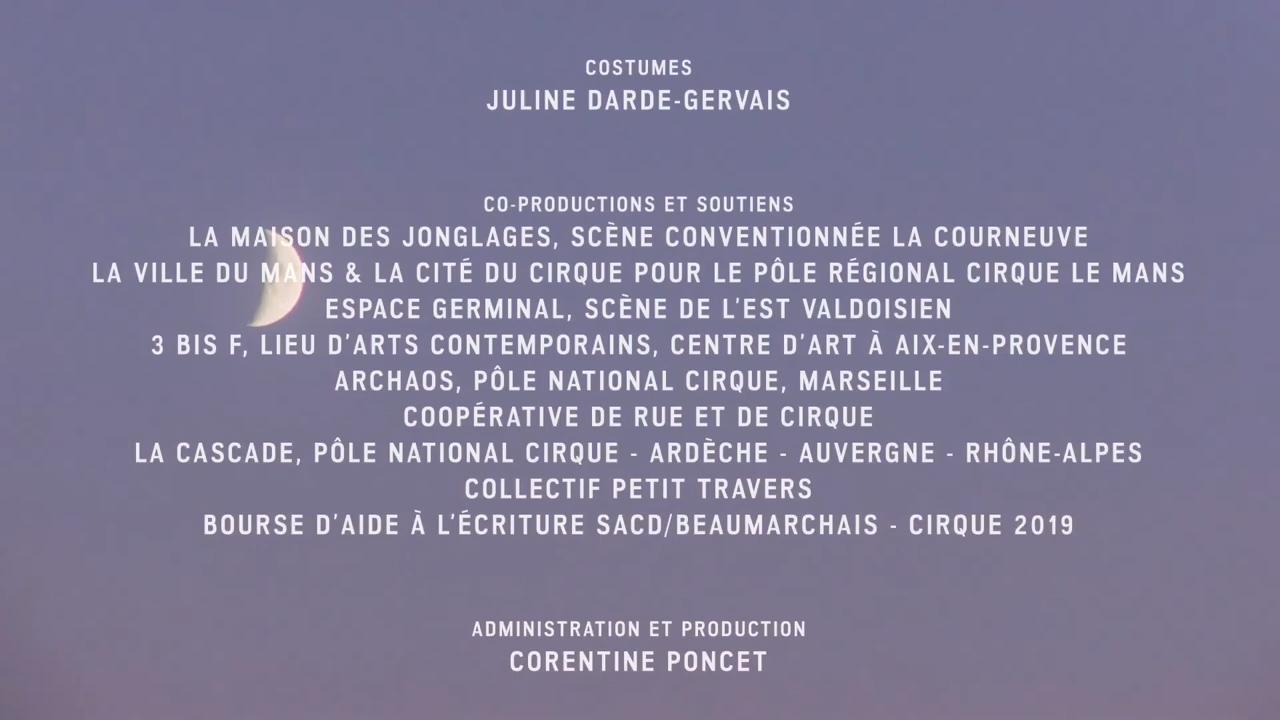 COSTUMES
JULINE DARDE-GERVAIS
CO-PRODUCTIONS ET SOUTIENS
LA MAISON DES JONGLAGES, SCÈNE CONVENTIONNÉE LA COURNEUVE
LA VILLE DU MANS & LA CITÉ DU CIRQUE POUR LE PÔLE RÉGIONAL CIRQUE LE MANS
ESPACE GERMINAL, SCÈNE DE L'EST VALDOISIEN
3 BIS F, LIEU D'ARTS CONTEMPORAINS, CENTRE D'ART À AIX-EN-PROVENCE
ARCHAOS, PÔLE NATIONAL CIRQUE, MARSEILLE
COOPÉRATIVE DE RUE ET DE CIRQUE
LA CASCADE, PÔLE NATIONAL CIRQUE - ARDÈCHE - AUVERGNE - RHÔNE-ALPES
COLLECTIF PETIT TRAVERS
BOURSE D'AIDE À L'ÉCRITURE SACD/BEAUMARCHAIS - CIRQUE 2019
ADMINISTRATION ET PRODUCTION
CORENTINE PONCET